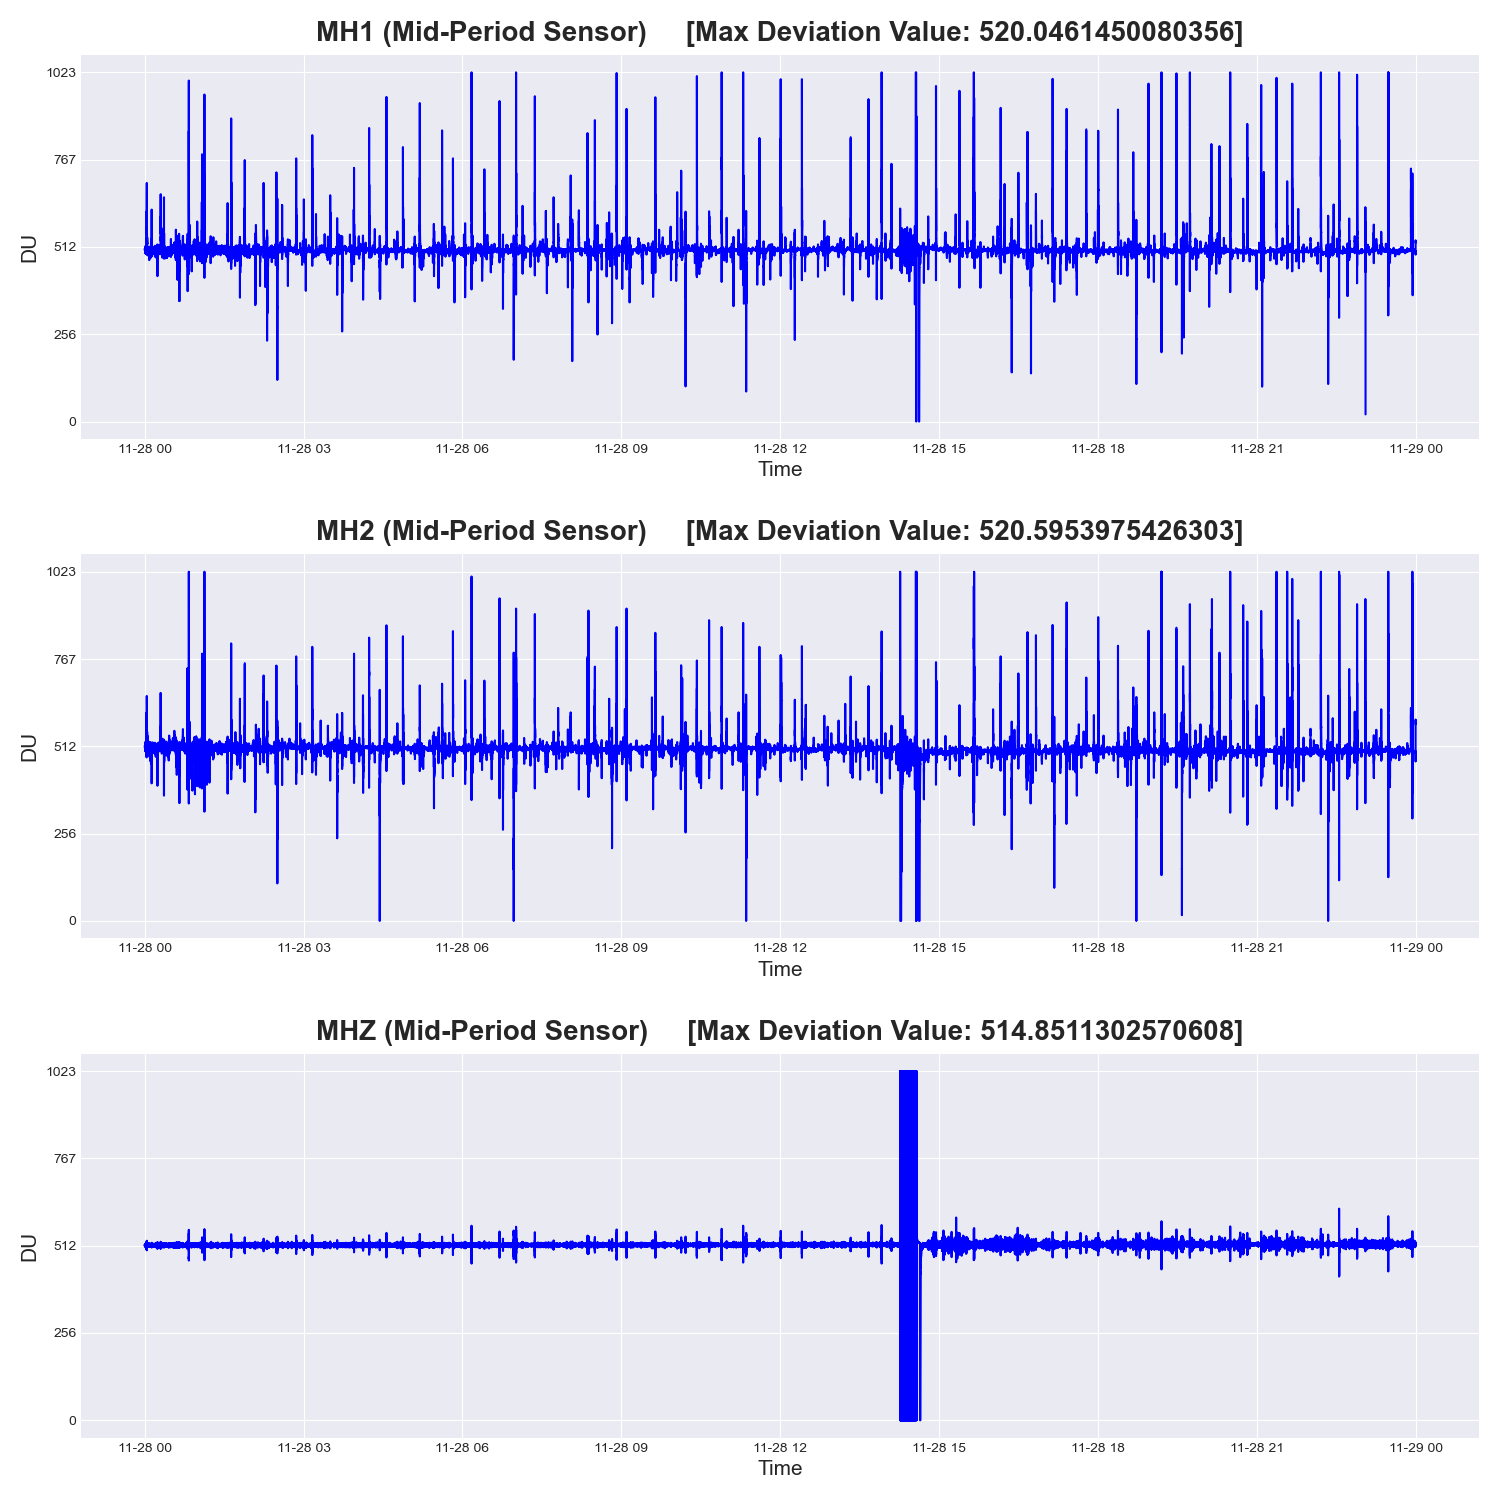 MH1 (Mid-Period Sensor) [Max Deviation Value: 520.0461450080356]
1023
767
512
256
0
DU
11-28 00 11-28 03 11-28 06 11-28 09 11-28 12 11-28 15 11-28 18 11-28 21 11-29 00
Time
MH2 (Mid-Period Sensor) [Max Deviation Value: 520.5953975426303]
1023
767
512
256
0
DU
11-28 00 11-28 03 11-28 06 11-28 09 11-28 12 11-28 15 11-28 18 11-28 21 11-29 00
Time
MHZ (Mid-Period Sensor) [Max Deviation Value: 514.8511302570608]
1023
767
512
256
0
DU
11-28 00 11-28 03 11-28 06 11-28 09 11-28 12 11-28 15 11-28 18 11-28 21 11-29 00
Time